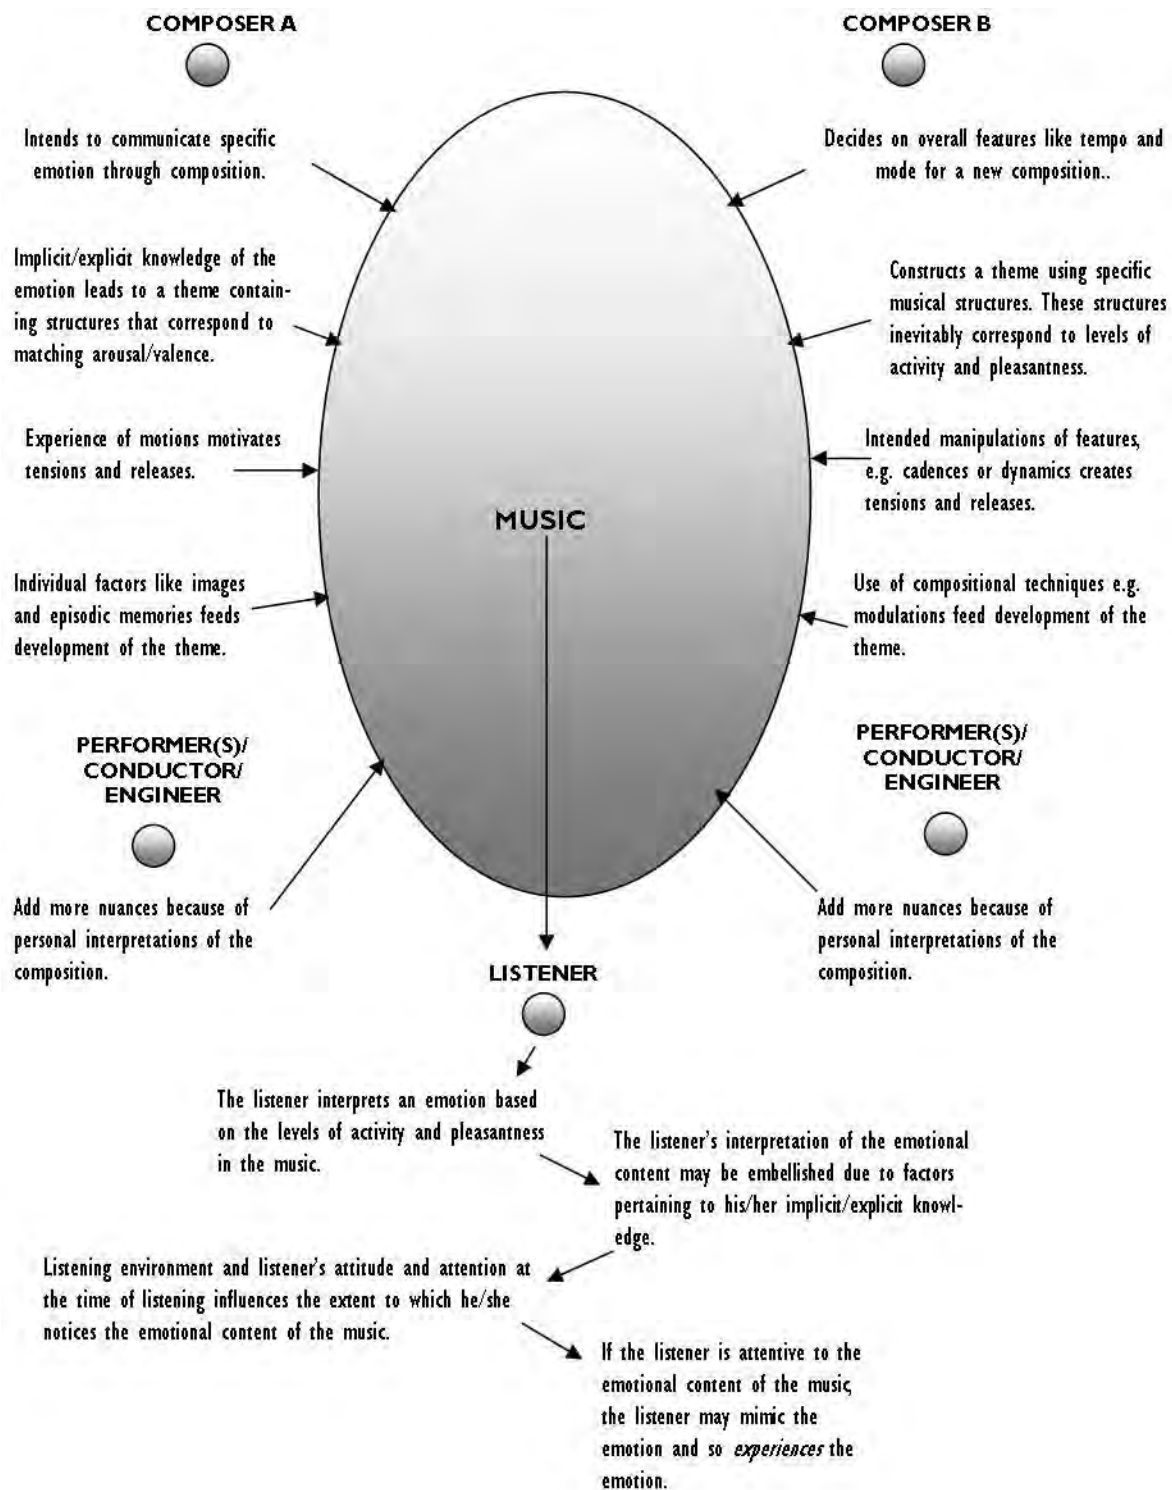 COMPOSER A
Intends to communicate specific
emotion through composition.
Implicit/explicit knowledge of the
emotion leads to a theme contain-
ing structures that correspond to
matching arousal/valence.
Experience of motions motivates
tensions and releases.
Individual factors like images
and episodic memories feeds
development of the theme.
PERFORMER(S)/
CONDUCTOR/
ENGINEER
Add more nuances because of
personal interpretations of the
composition.
COMPOSER B
Decides on overall features like tempo and
mode for a new composition..
Constructs a theme using specific
musical structures. These structures
inevitably correspond to levels of
activity and pleasantness.
Intended manipulations of features,
e.g. cadences or dynamics creates
tensions and releases.
Use of compositional techniques e.g.
modulations feed development of the
theme.
PERFORMER(S)/
CONDUCTOR/
ENGINEER
Add more nuances because of
personal interpretations of the
composition.
MUSIC
LISTENER
The listener interprets an emotion based
on the levels of activity and pleasantness
in the music.
The listener's interpretation of the emotional
content may be embellished due to factors
pertaining to his/her implicit/explicit knowl-
edge.
Listening environment and listener's attitude and attention at
the time of listening influences the extent to which he/she
notices the emotional content of the music.
If the listener is attentive to the
emotional content of the music,
the listener may mimic the
emotion and so experiences the
emotion.